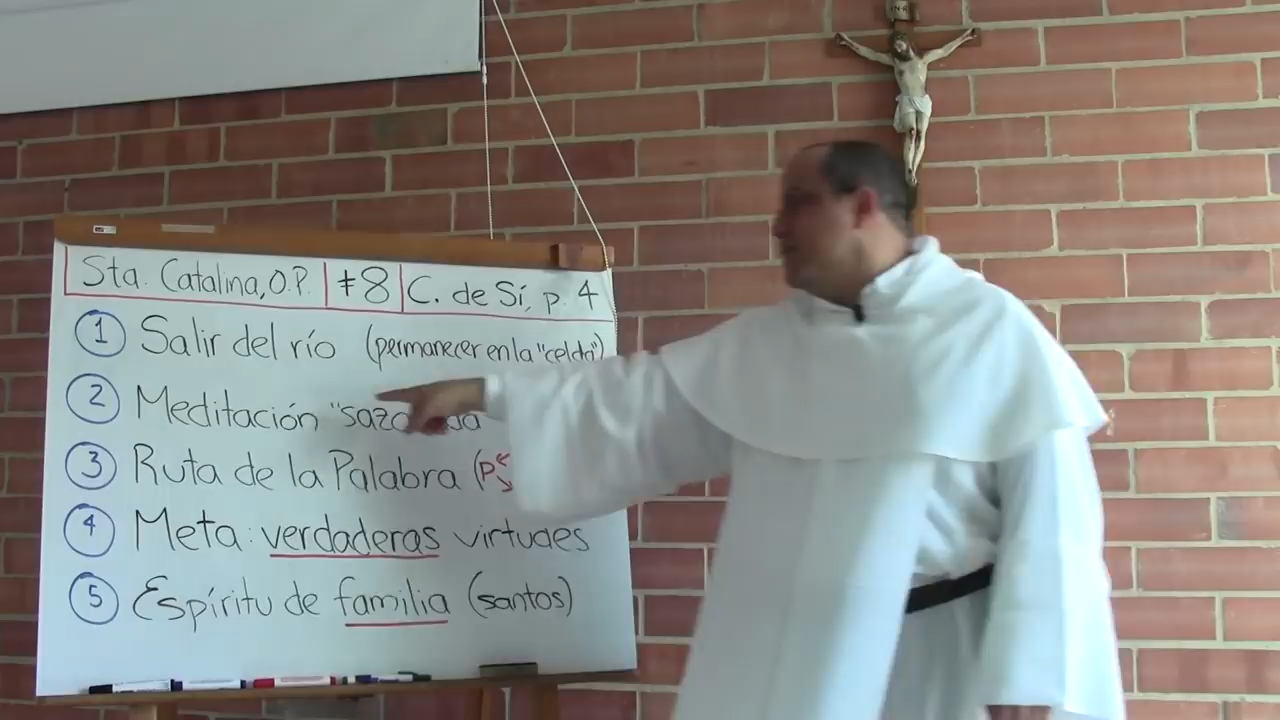 Sta. Catalina, O.P. #8 C. de Sí, p. 4
1 Salir del río (permanecer en la "celda")
2 Meditación
3 Ruta de la Palabra (p
4 Meta: verdaderas virtudes
5 Espíritu de familia (santos)